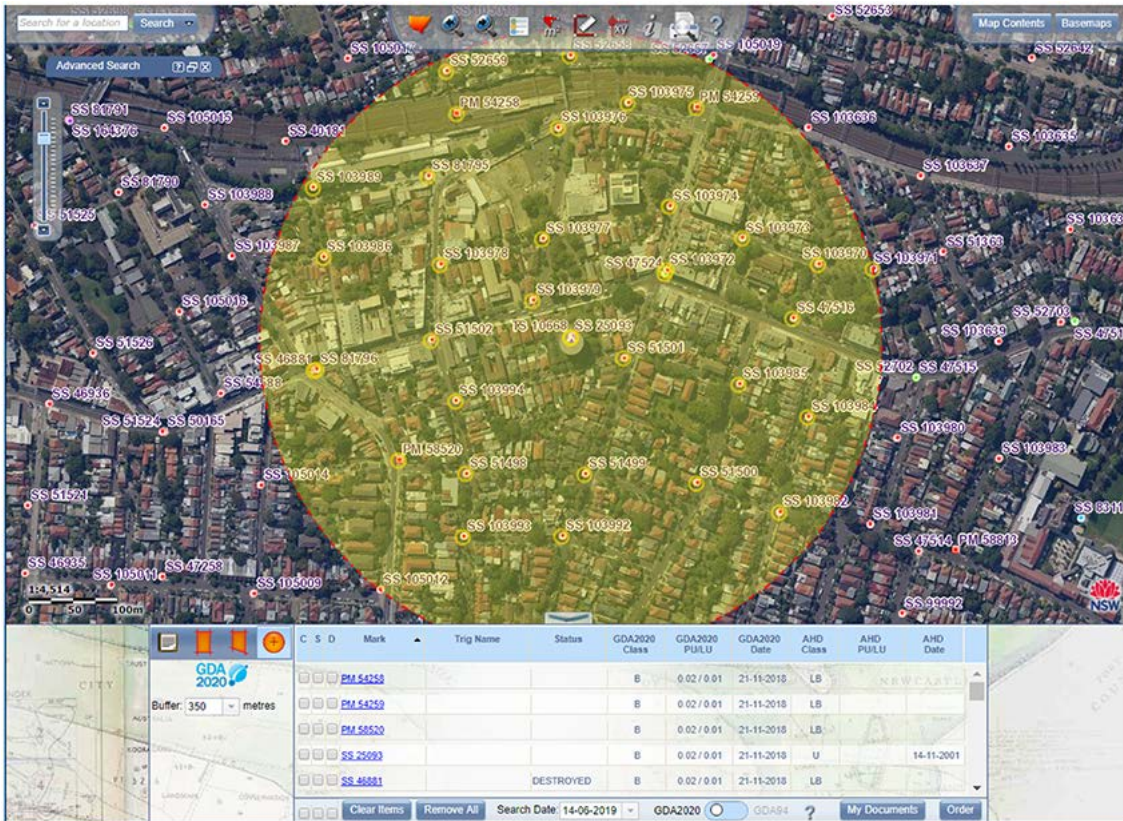 Search for a location
Search
Map Contents
Basemaps
Advanced Search
SS 52653
SS 105019
SS 52658
SS 52659
SS 52642
SS 81791
SS 164376
SS 105015
SS 40181
PM 54258
SS 103975
PM 54259
SS 103976
SS 103636
SS 103635
SS 81790
SS 103988
SS 103989
SS 81795
SS 103637
SS 103974
SS 103977
SS 103973
SS 103987
SS 103986
SS 103978
SS 47524
SS 103972
SS 103970
SS 103971
SS 51363
SS 105016
SS 103979
SS 47516
SS 52703
SS 51526
SS 51502
TS 10668
SS 25093
SS 103639
SS 46881
SS 81796
SS 51501
SS 47515
SS 46936
SS 103994
SS 103985
SS 103984
SS 51524
SS 50165
SS 103980
PM 58520
SS 51498
SS 51499
SS 51500
SS 103983
SS 105014
SS 51521
SS 103982
SS 103981
SS 103993
SS 103992
SS 47514
PM 58813
SS 46935
SS 105011
SS 47258
SS 105009
SS 105012
SS 99992
1:4,514
0 50 100m
NSW
GDA
2020
Buffer: 350 metres
C S D Mark Trig Name Status GDA2020 Class GDA2020 PU/LU GDA2020 Date AHD Class AHD PU/LU AHD Date
PM 54258 B 0.02 / 0.01 21-11-2018 LB
PM 54259 B 0.02 / 0.01 21-11-2018 LB
PM 58520 B 0.02 / 0.01 21-11-2018 LB
SS 25093 B 0.02 / 0.01 21-11-2018 U 14-11-2001
SS 46881 DESTROYED B 0.02 / 0.01 21-11-2018 LB
Clear Items Remove All Search Date: 14-06-2019 GDA2020 GDA94 ? My Documents Order